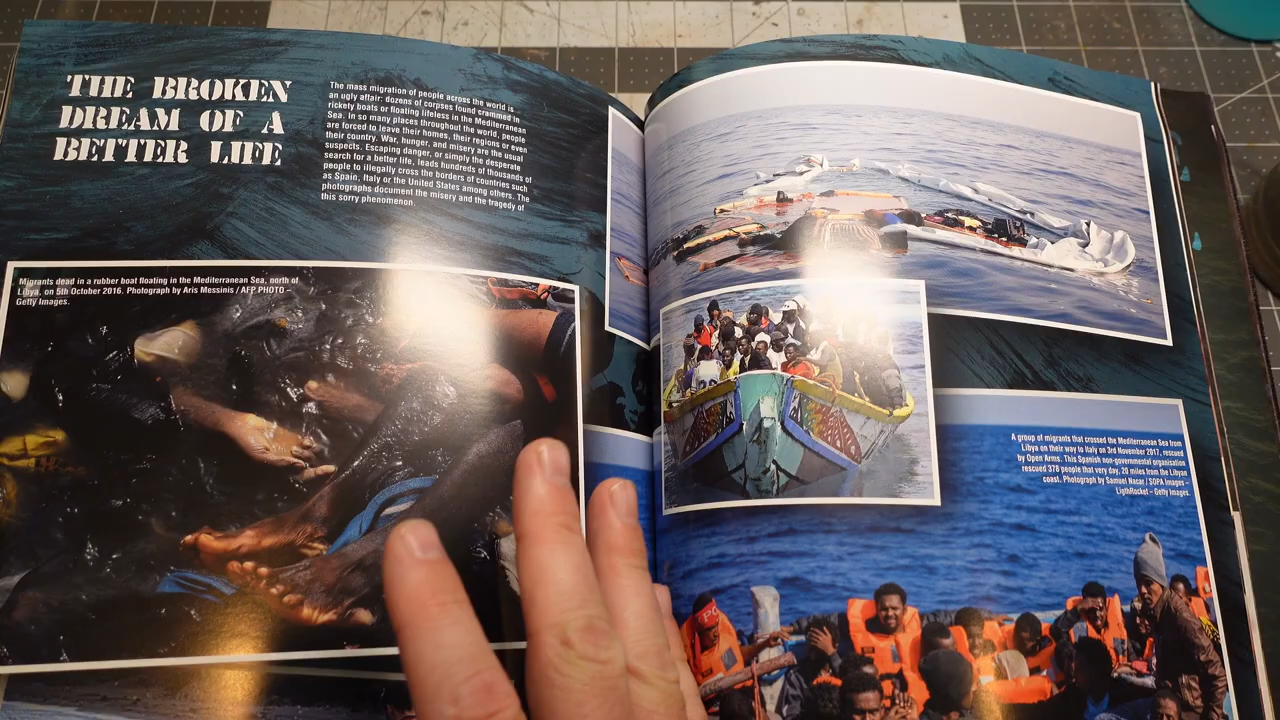 THE BROKEN
DREAM OF A
BETTER LIFE
The mass migration of people across the world is
an ugly affair: dozens of corpses found crammed in
rickety boats or floating lifeless in the Mediterranean
Sea. In so many places throughout the world, people
are forced to leave their homes, their regions or even
their country. War, hunger, and misery are the usual
suspects. Escaping danger, or simply the desperate
search for a better life, leads hundreds of thousands of
people to illegally cross the borders of countries such
as Spain, Italy or the United States among others. The
photographs document the misery and the tragedy of
this sorry phenomenon.
Migrants dead in a rubber boat floating in the Mediterranean Sea, north of
Libya, on 5th October 2016. Photograph by Aris Messinis / AFP PHOTO –
Getty Images.
A group of migrants that crossed the Mediterranean Sea from
Libya on their way to Italy on 3rd November 2017, rescued
by Open Arms. This Spanish non-governmental organisation
rescued 378 people that very day, 20 miles from the Libyan
coast. Photograph by Samuel Nacar / SOPA Images –
LigthRocket – Getty Images.